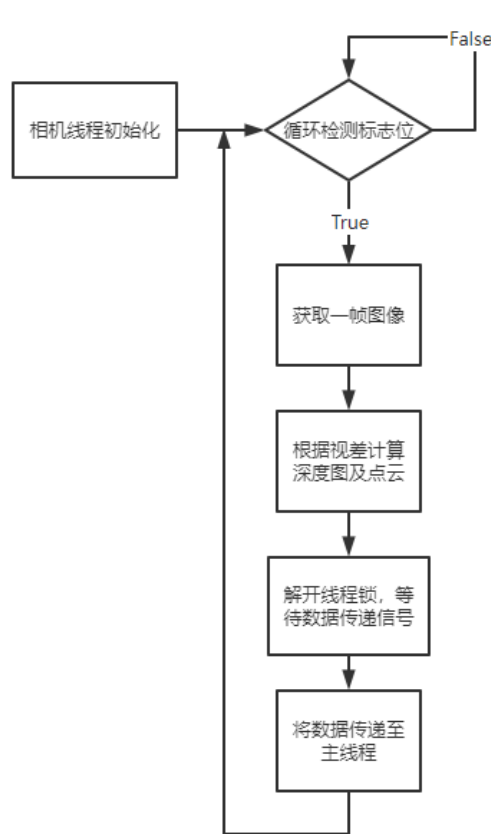 False
相机线程初始化
循环检测标志位
True
获取一帧图像
根据视差计算
深度图及点云
解开线程锁，等
待数据传递信号
将数据传递至
主线程